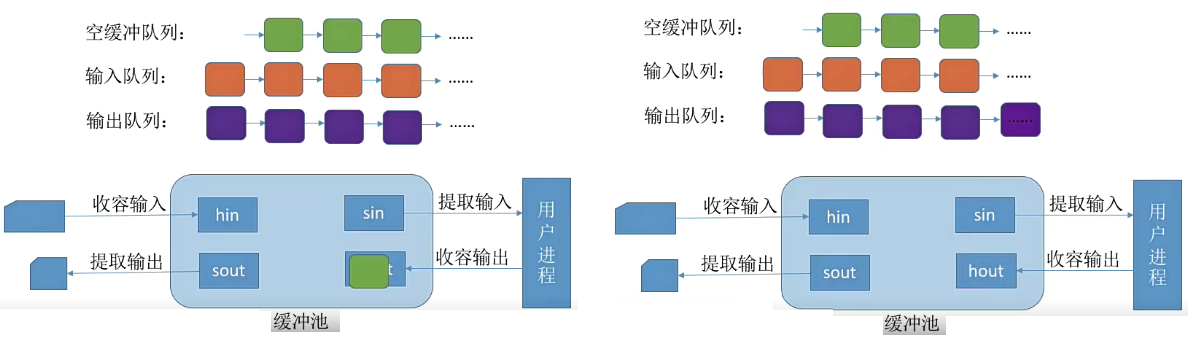 空缓冲队列： ......
输入队列： ......
输出队列： ......
收容输入
hin
sin
提取输入
提取输出
sout
t
收容输出
用户进程
缓冲池
空缓冲队列： ......
输入队列： ......
输出队列： ......
收容输入
hin
sin
提取输入
提取输出
sout
hout
收容输出
用户进程
缓冲池